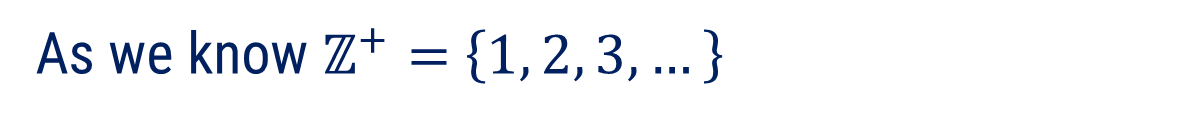 As we know ℤ⁺ = {1, 2, 3, … }